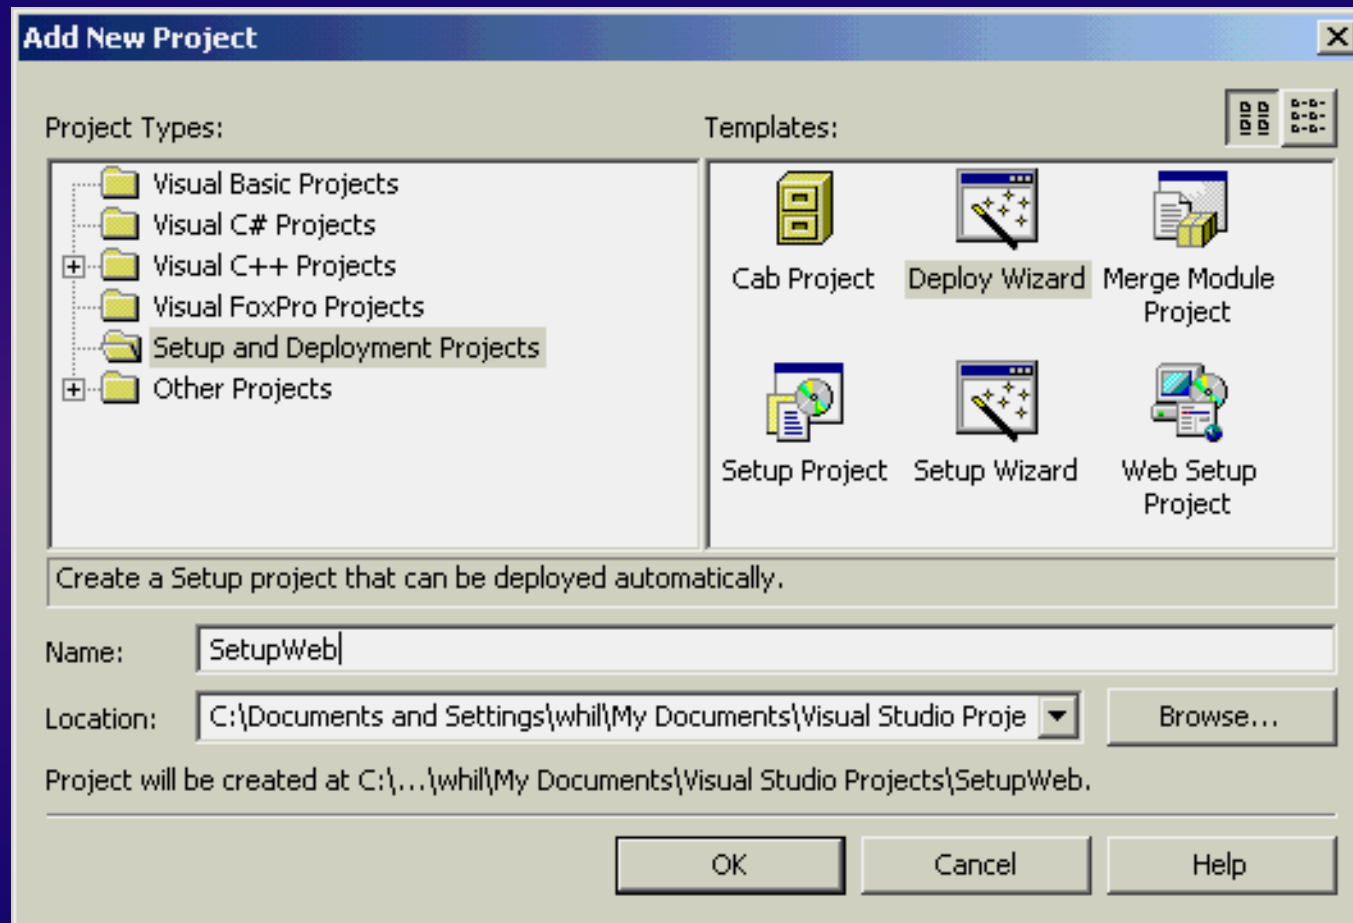 Add New Project
Project Types:
Templates:
Visual Basic Projects
Visual C# Projects
Visual C++ Projects
Visual FoxPro Projects
Setup and Deployment Projects
Other Projects
Cab Project
Deploy Wizard
Merge Module
Project
Setup Project
Setup Wizard
Web Setup
Project
Create a Setup project that can be deployed automatically.
Name:
SetupWeb
Location:
C:\Documents and Settings\whil\My Documents\Visual Studio Proje
Browse...
Project will be created at C:\...\whil\My Documents\Visual Studio Projects\SetupWeb.
OK
Cancel
Help